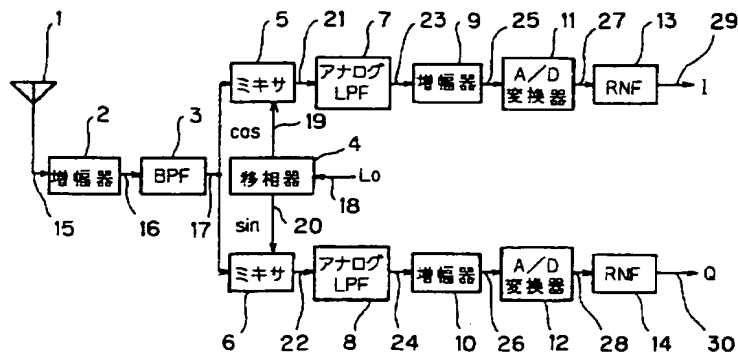 1
5
21
7
23
9
25
11
27
13
29
ミキサ
アナログ
LPF
増幅器
A/D
変換器
RNF
I
2
3
cos
19
4
増幅器
BPF
移相器
Lo
15
16
17
18
sin
20
ミキサ
アナログ
LPF
増幅器
A/D
変換器
RNF
Q
6
22
8
24
10
26
12
28
14
30